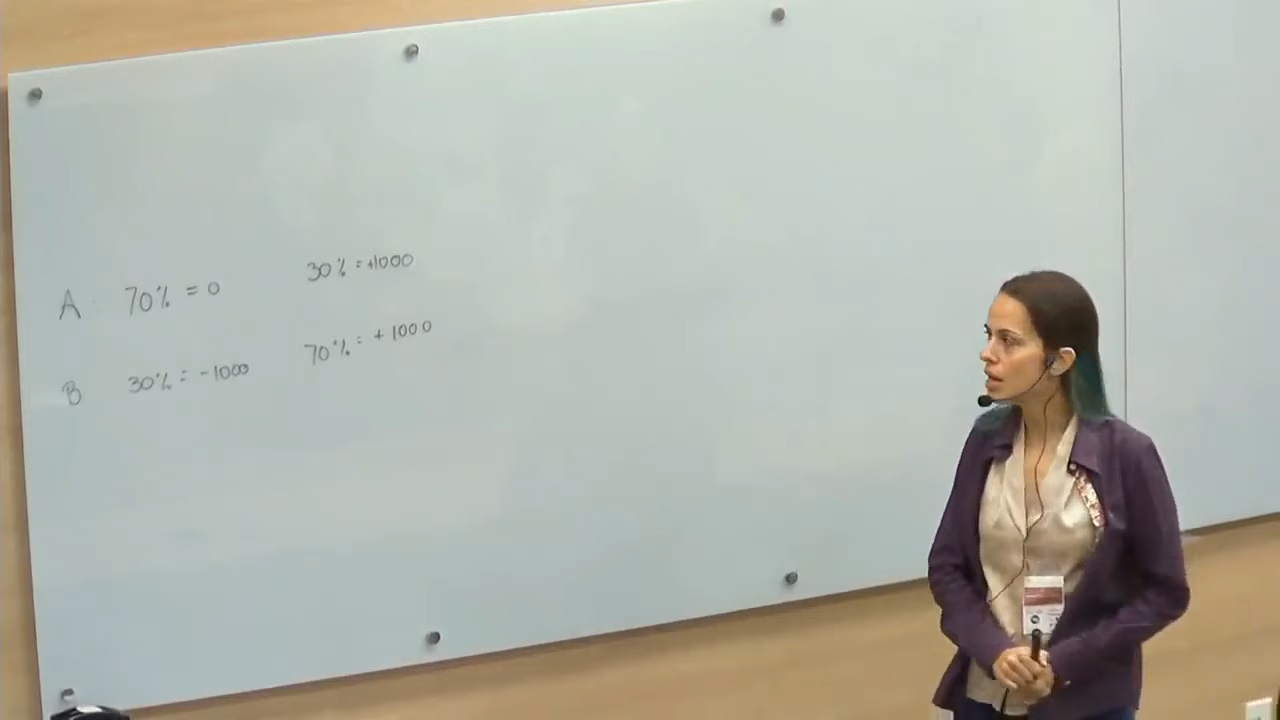 A 70% = 0 30% = +1000
B 30% = -1000 70% = +1000